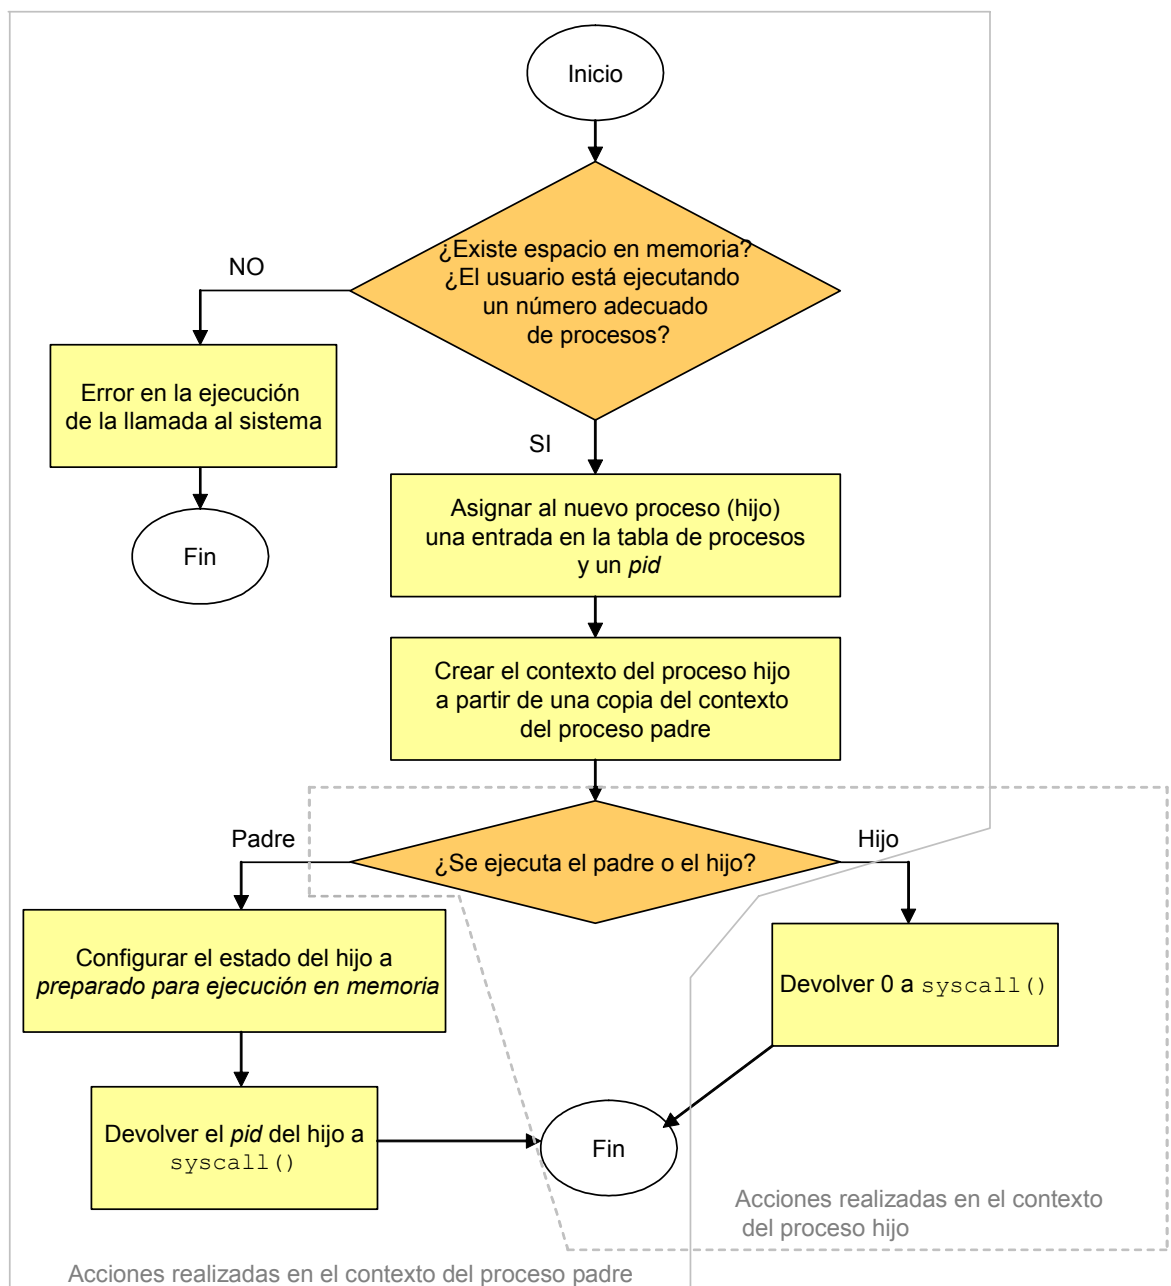 Inicio
¿Existe espacio en memoria?
¿El usuario está ejecutando
un número adecuado
de procesos?
NO
Error en la ejecución
de la llamada al sistema
Fin
SI
Asignar al nuevo proceso (hijo)
una entrada en la tabla de procesos
y un pid
Crear el contexto del proceso hijo
a partir de una copia del contexto
del proceso padre
¿Se ejecuta el padre o el hijo?
Padre
Hijo
Configurar el estado del hijo a
preparado para ejecución en memoria
Devolver 0 a syscall()
Devolver el pid del hijo a
syscall()
Fin
Acciones realizadas en el contexto
del proceso hijo
Acciones realizadas en el contexto del proceso padre